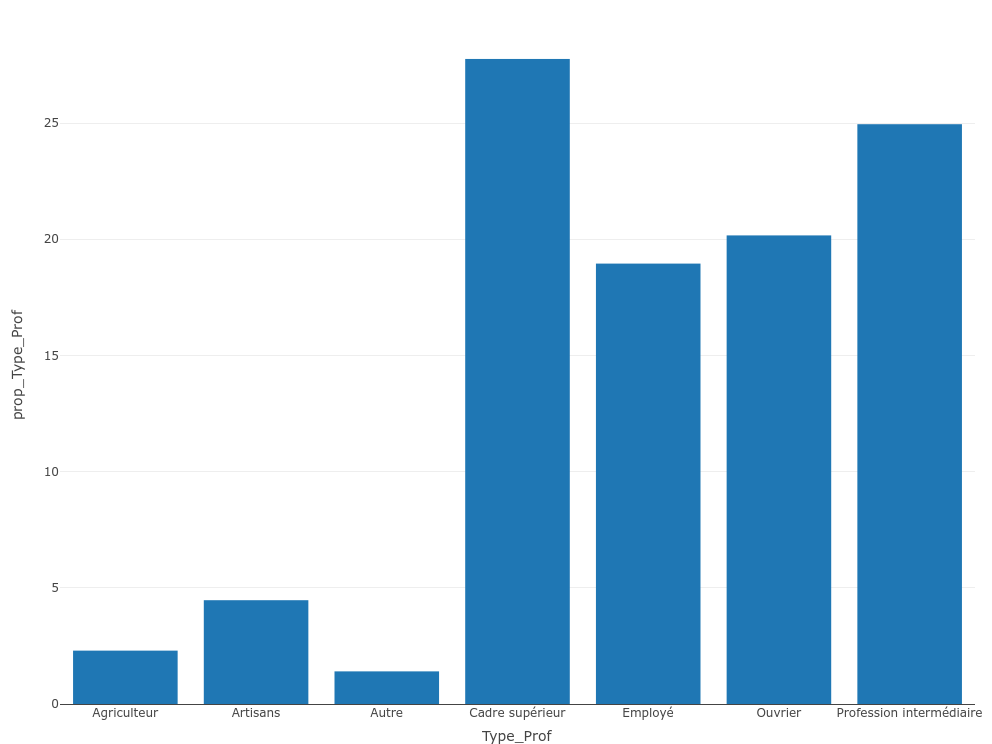 25
20
15
10
5
0
prop_Type_Prof
Agriculteur Artisans Autre Cadre supérieur Employé Ouvrier Profession intermédiaire
Type_Prof